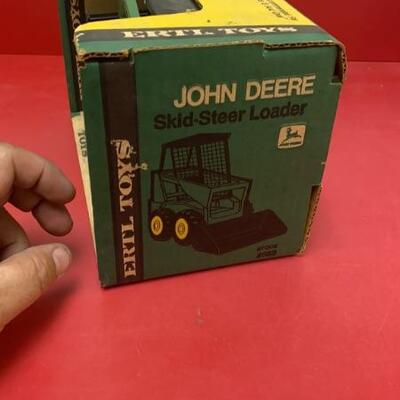 ERTL TOYS
JOHN DEERE
Skid-Steer Loader
ERTL TOYS